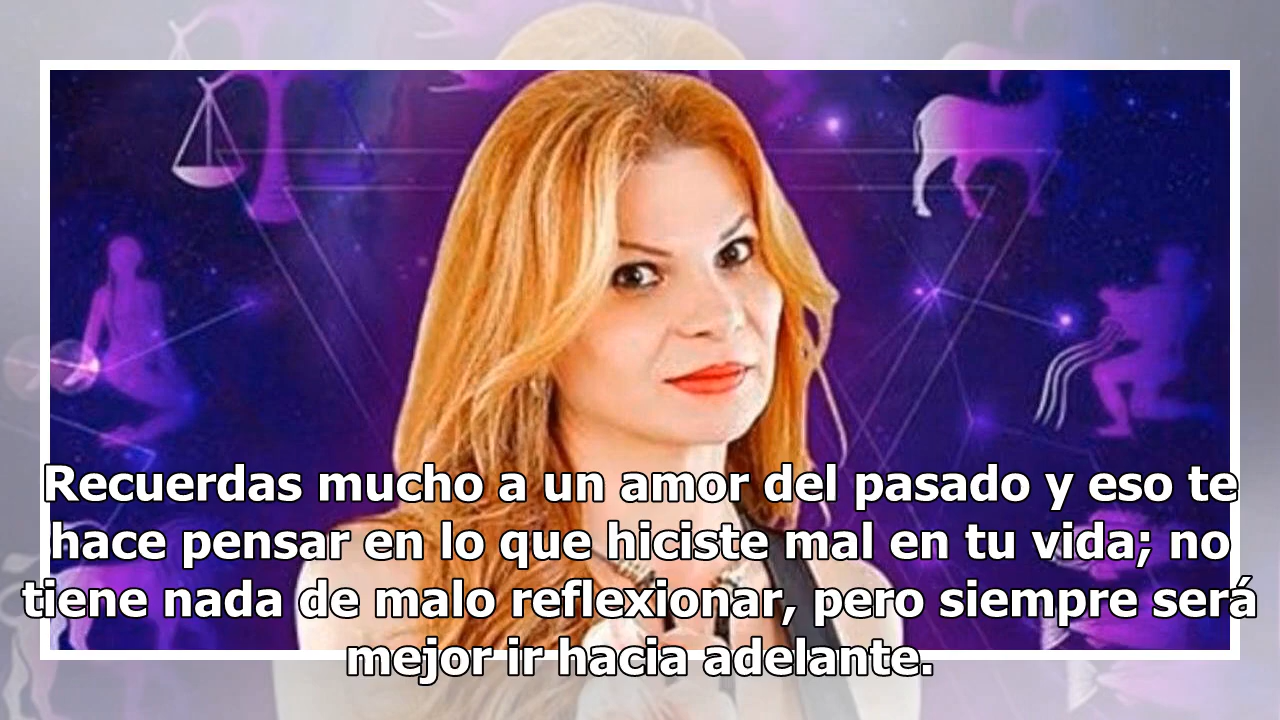 Recuerdas mucho a un amor del pasado y eso te
hace pensar en lo que hiciste mal en tu vida; no
tiene nada de malo reflexionar, pero siempre será
mejor ir hacia adelante.